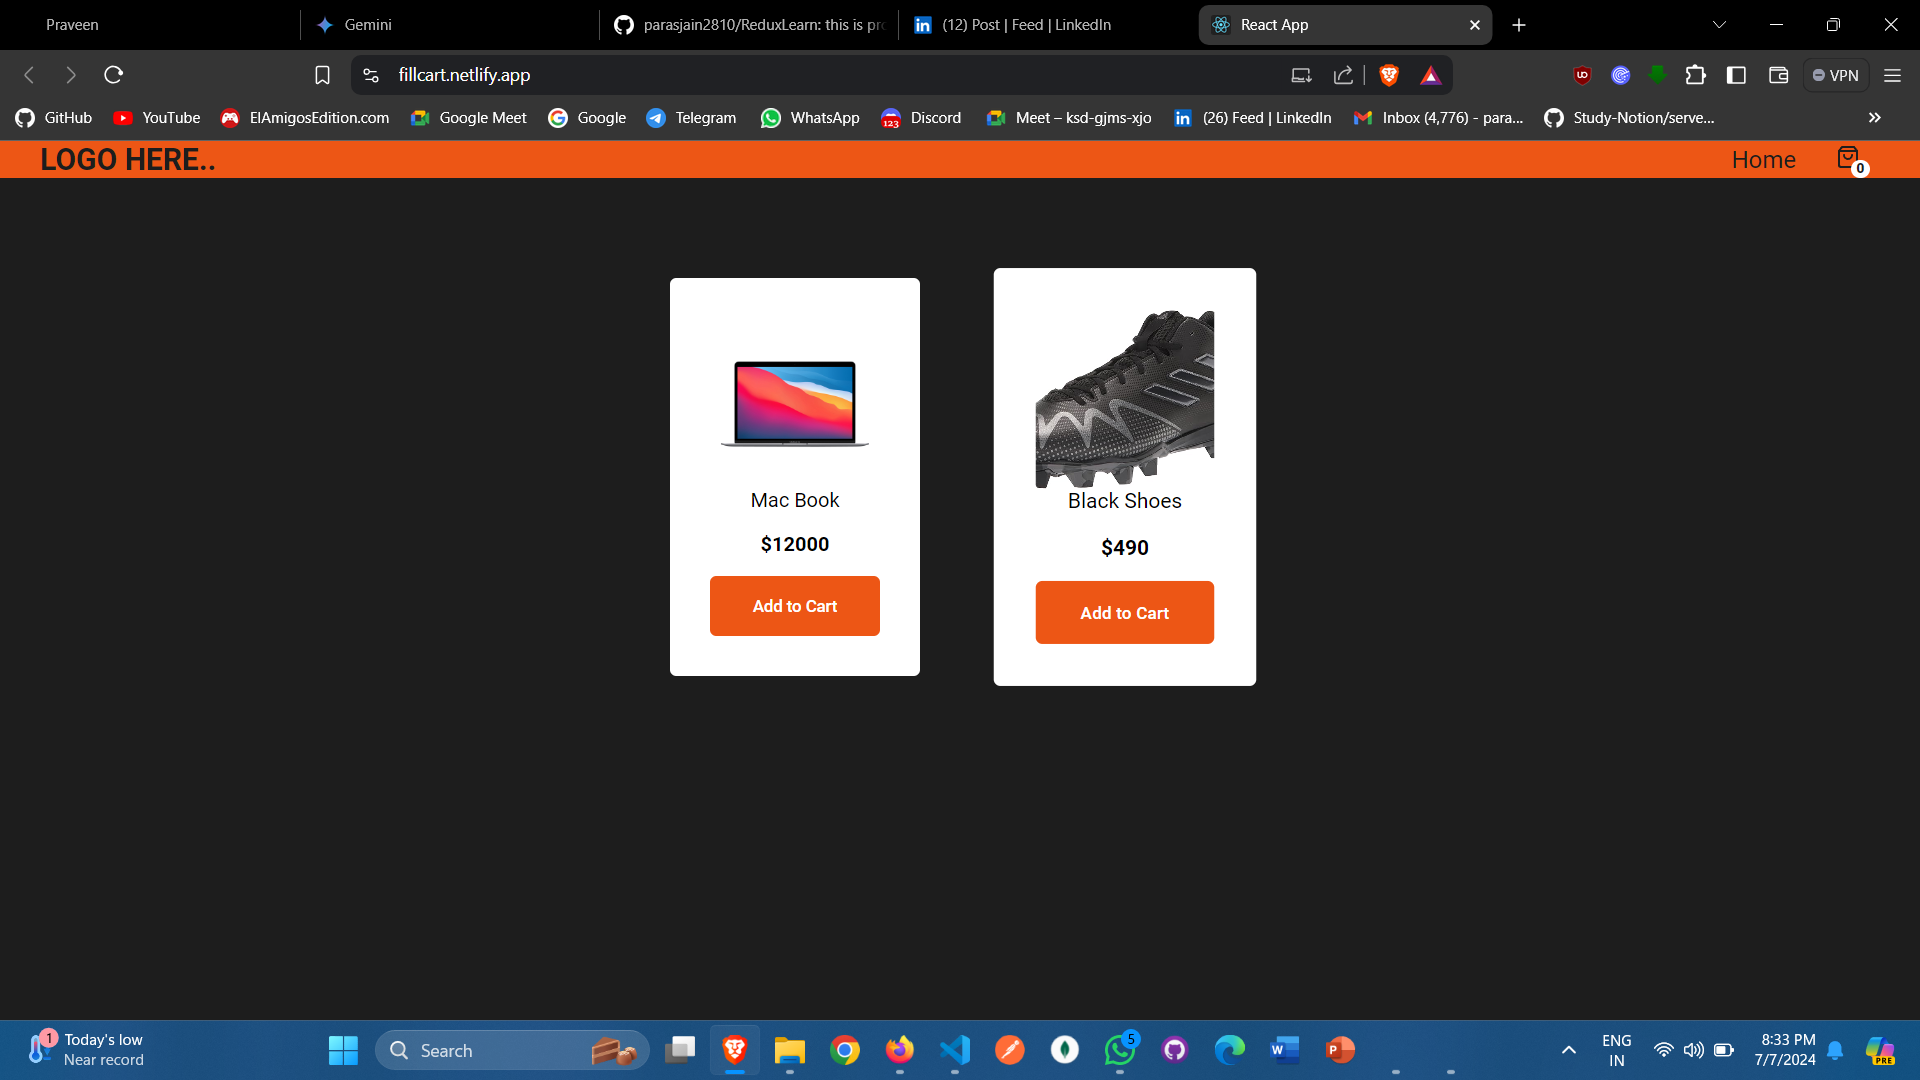 Praveen
Gemini
parasjain2810/ReduxLearn: this is pr
(12) Post | Feed | LinkedIn
React App
fillcart.netlify.app
VPN
GitHub
YouTube
ElAmigosEdition.com
Google Meet
Google
Telegram
WhatsApp
123
Discord
Meet – ksd-gjms-xjo
(26) Feed | LinkedIn
Inbox (4,776) - para...
Study-Notion/serve...
LOGO HERE..
Home
0
Mac Book
$12000
Add to Cart
Black Shoes
$490
Add to Cart
1
Today's low
Near record
Search
5
ENG
IN
8:33 PM
7/7/2024
PRE